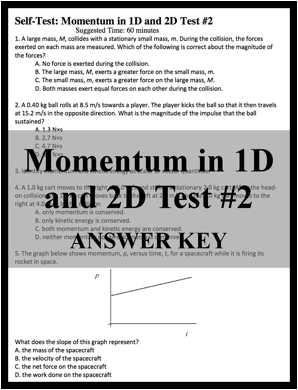 Self-Test: Momentum in 1D and 2D Test #2
Suggested Time: 60 minutes
1. A large mass, M, collides with a stationary small mass, m. During the collision, the forces
exerted on each mass are measured. Which of the following is correct about the magnitude of
the forces?
A. No force is exerted during the collision.
B. The large mass, M, exerts a greater force on the small mass, m.
C. The small mass, m, exerts a greater force on the large mass, M.
D. Both masses exert equal forces on each other during the collision.
2. A 0.40 kg ball rolls at 8.5 m/s towards a player. The player kicks the ball so that it then travels
at 15.2 m/s in the opposite direction. What is the magnitude of the impulse that the ball
sustained?
A. 1.3 N×s
B. 2.7 N×s
C. 4.7 N×s
Momentum in 1D
and 2D Test #2
ANSWER KEY
4. A 1.0 kg cart moves to the right
stationary 2.0 kg
head-
on collision
right at 4.0
A. only momentum is conserved.
B. only kinetic energy is conserved.
C. both momentum and kinetic energy are conserved.
D. neither
5. The graph below shows momentum, p, versus time, t, for a spacecraft while it is firing its
rocket in space.
p
t
What does the slope of this graph represent?
A. the mass of the spacecraft
B. the velocity of the spacecraft
C. the net force on the spacecraft
D. the work done on the spacecraft